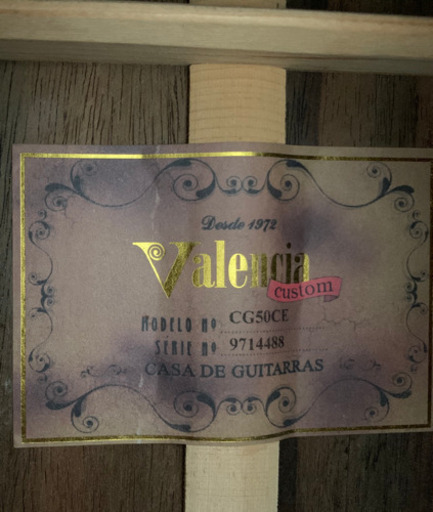 Desde 1972
Valencia
custom
MODELO Nº CG50CE
SERIE Nº 9714488
CASA DE GUITARRAS